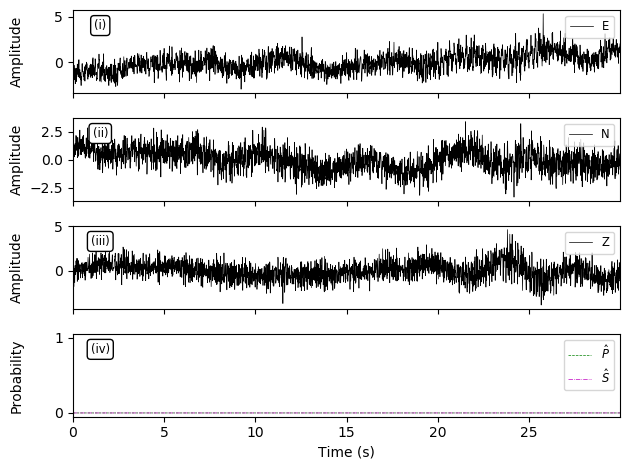 5
0
Amplitude
(i)
E
2.5
0.0
−2.5
Amplitude
(ii)
N
5
0
Amplitude
(iii)
Z
1
0
Probability
(iv)
P̂
Ŝ
0 5 10 15 20 25
Time (s)